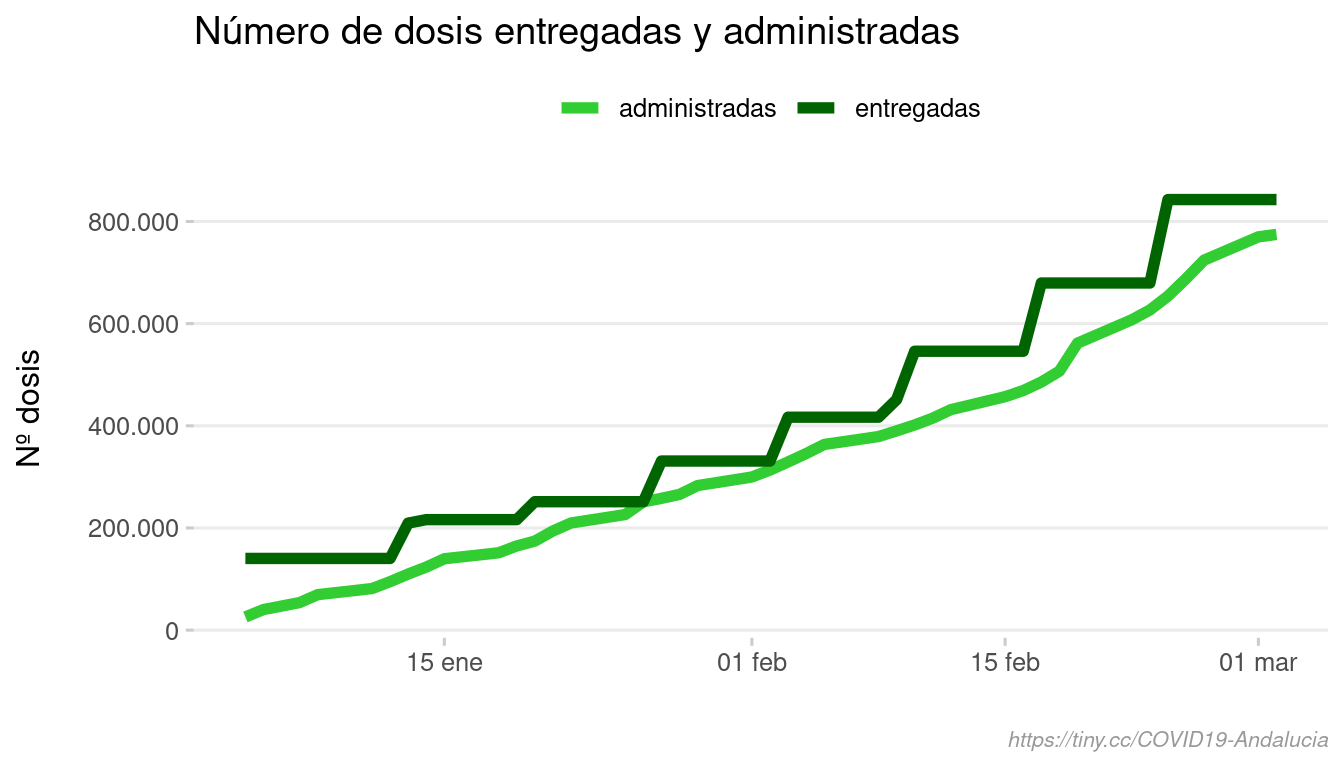 Número de dosis entregadas y administradas
administradas entregadas
800.000
600.000
400.000
200.000
0
Nº dosis
15 ene 01 feb 15 feb 01 mar
https://tiny.cc/COVID19-Andalucia